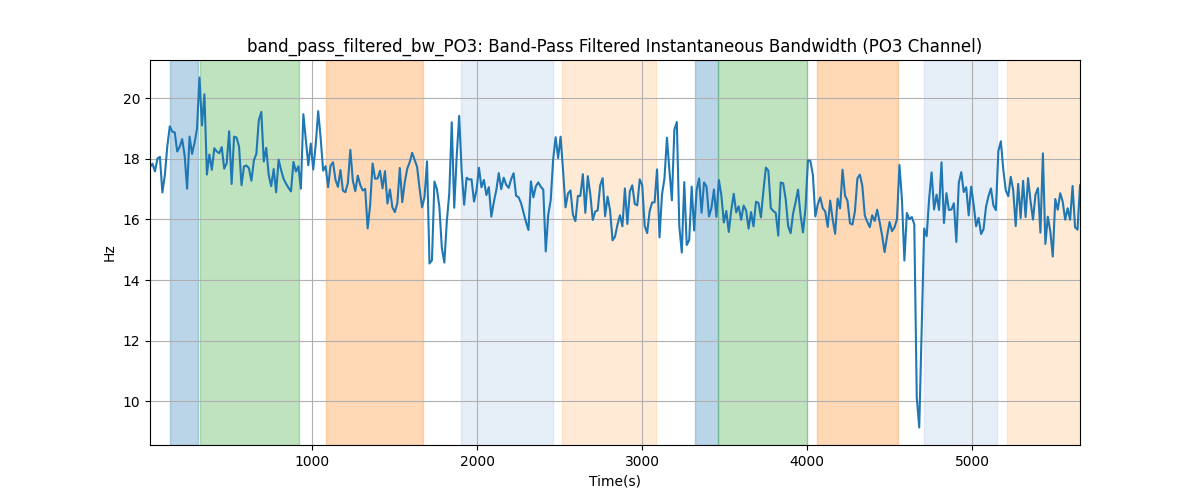 band_pass_filtered_bw_PO3: Band-Pass Filtered Instantaneous Bandwidth (PO3 Channel)
20
18
16
14
12
10
Hz
1000 2000 3000 4000 5000
Time(s)